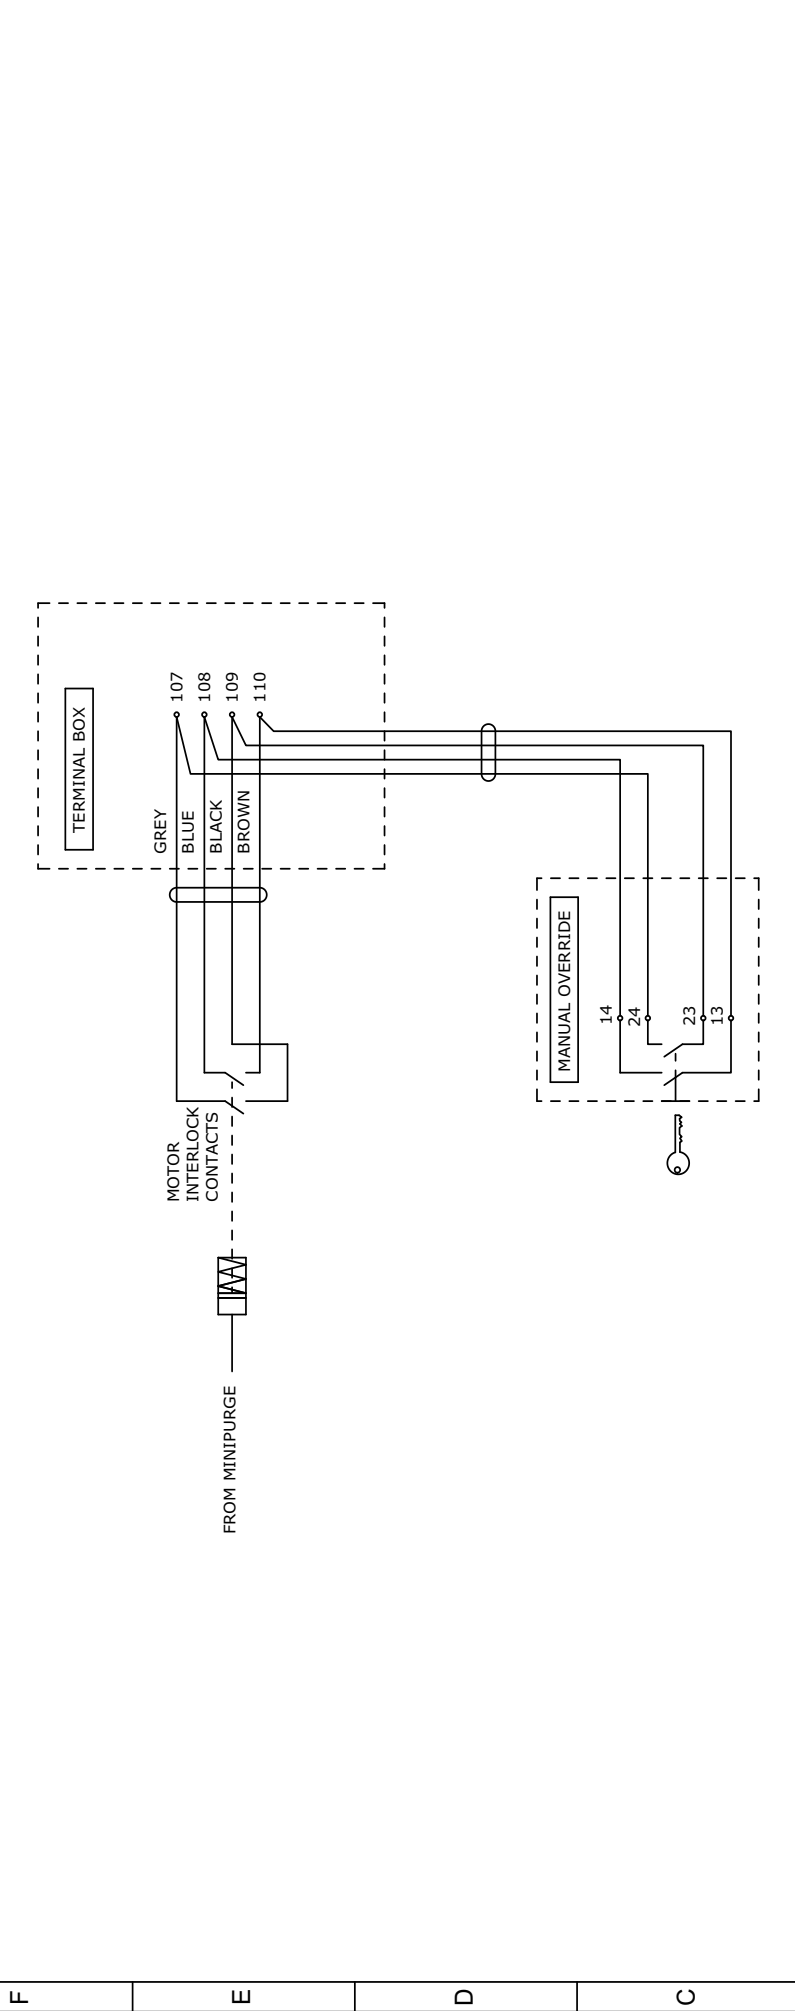 TERMINAL BOX
107
108
109
110
GREY
BLUE
BLACK
BROWN
MOTOR
INTERLOCK
CONTACTS
FROM MINIPURGE
MANUAL OVERRIDE
14
24
23
13
F
E
D
C